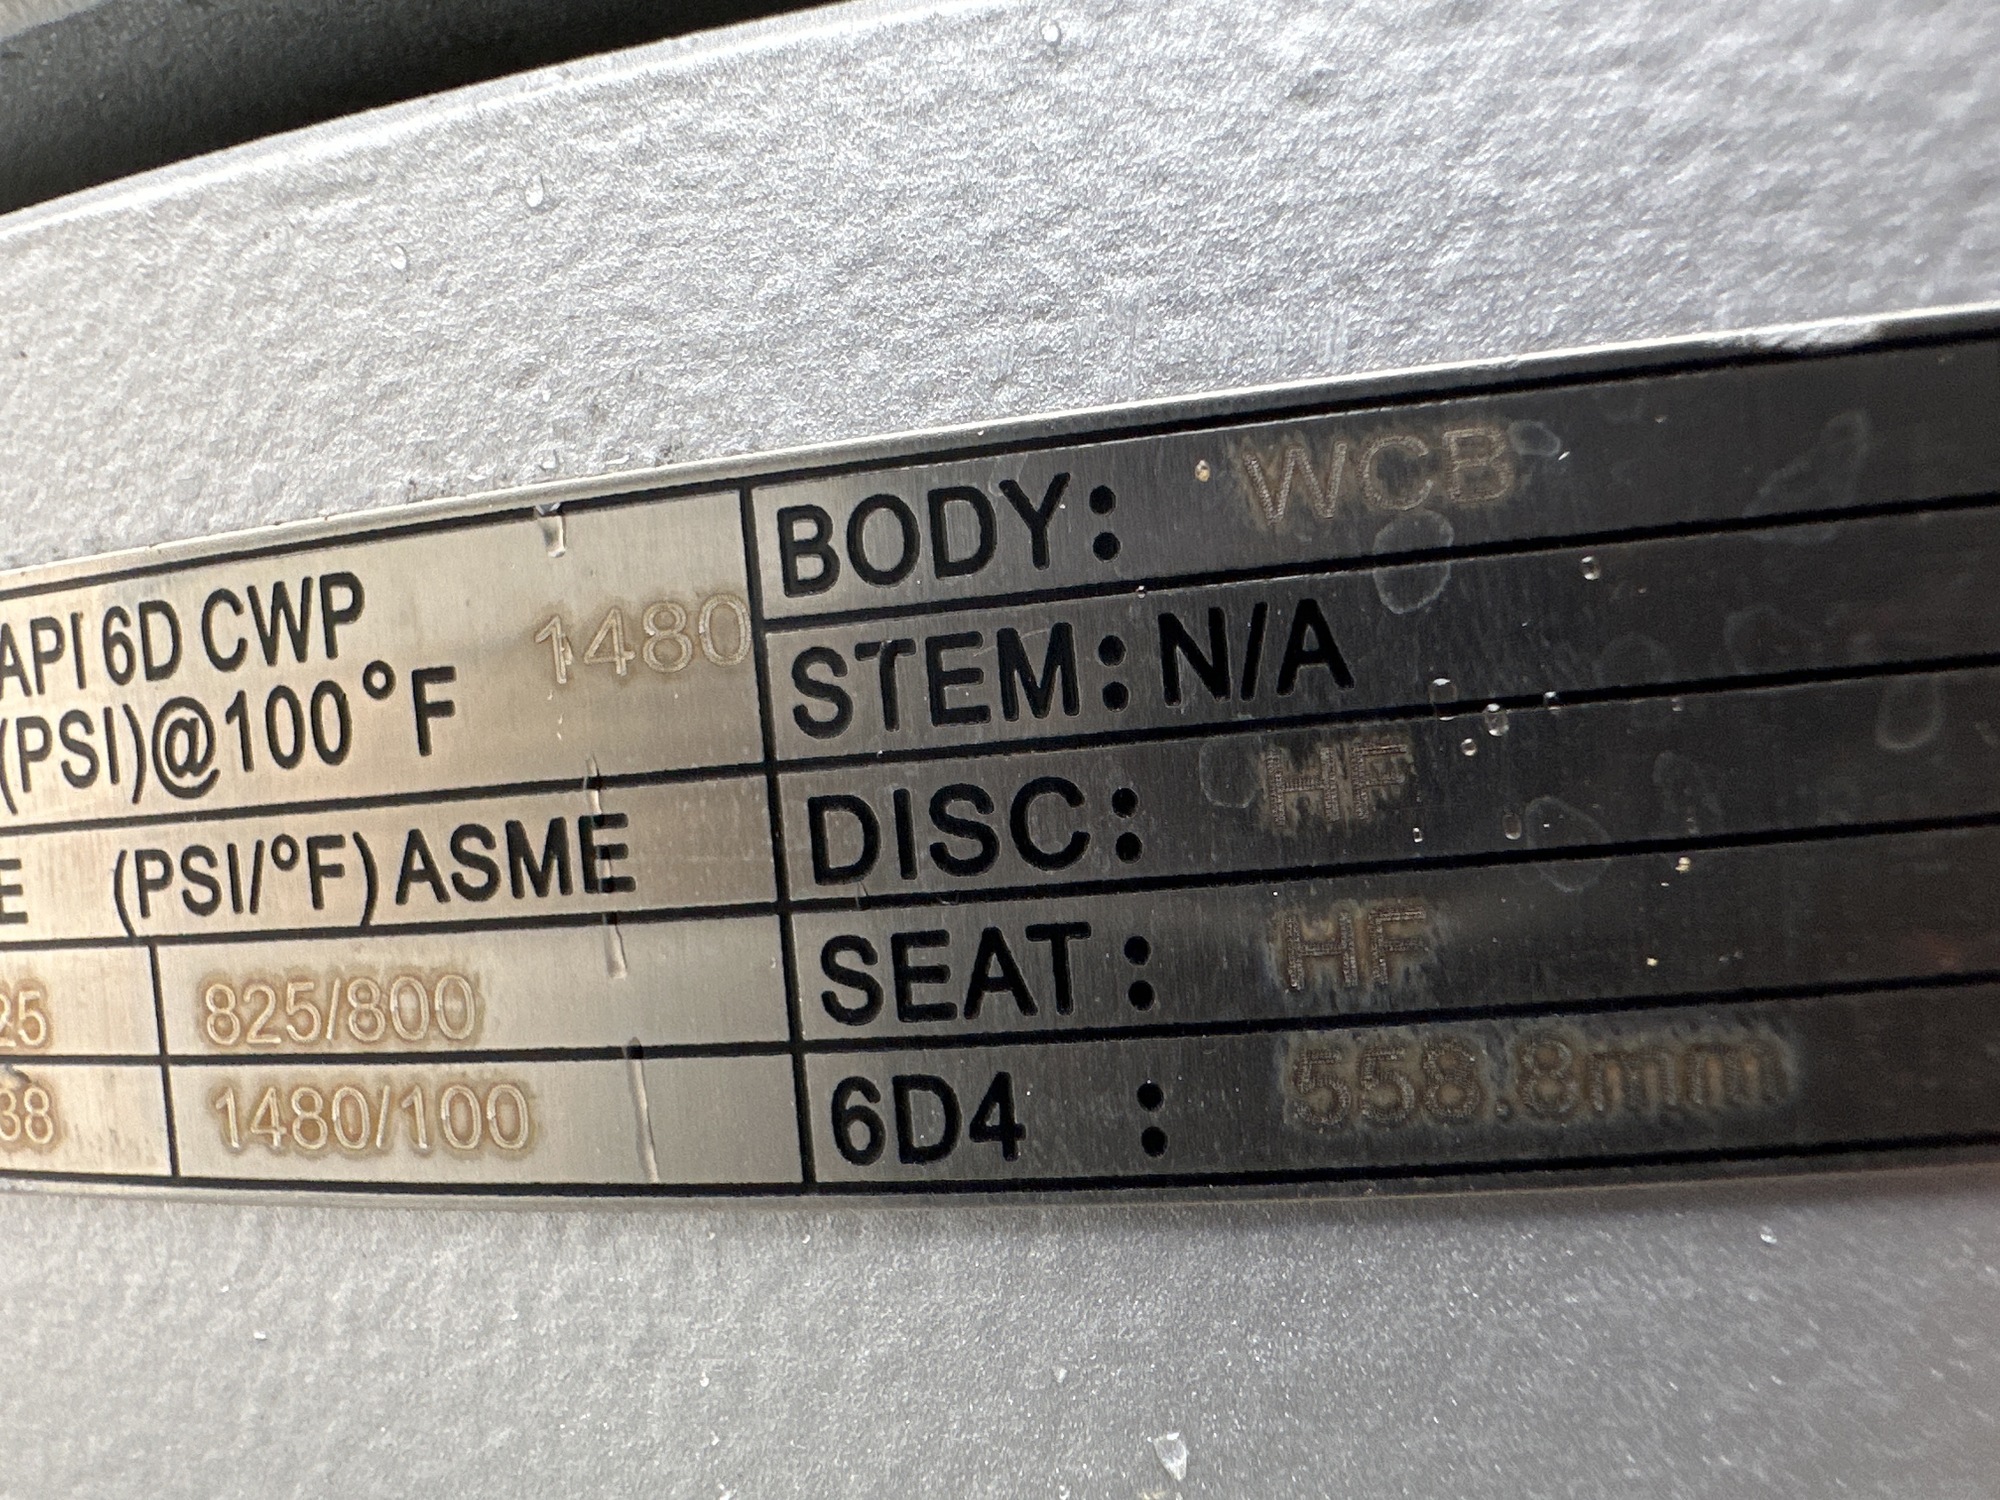 API 6D CWP
(PSI)@100°F 1480
E (PSI/°F) ASME
25 825/800
38 1480/100
BODY: WCB
STEM: N/A
DISC: HF
SEAT: HF
6D4 : 558.8mm